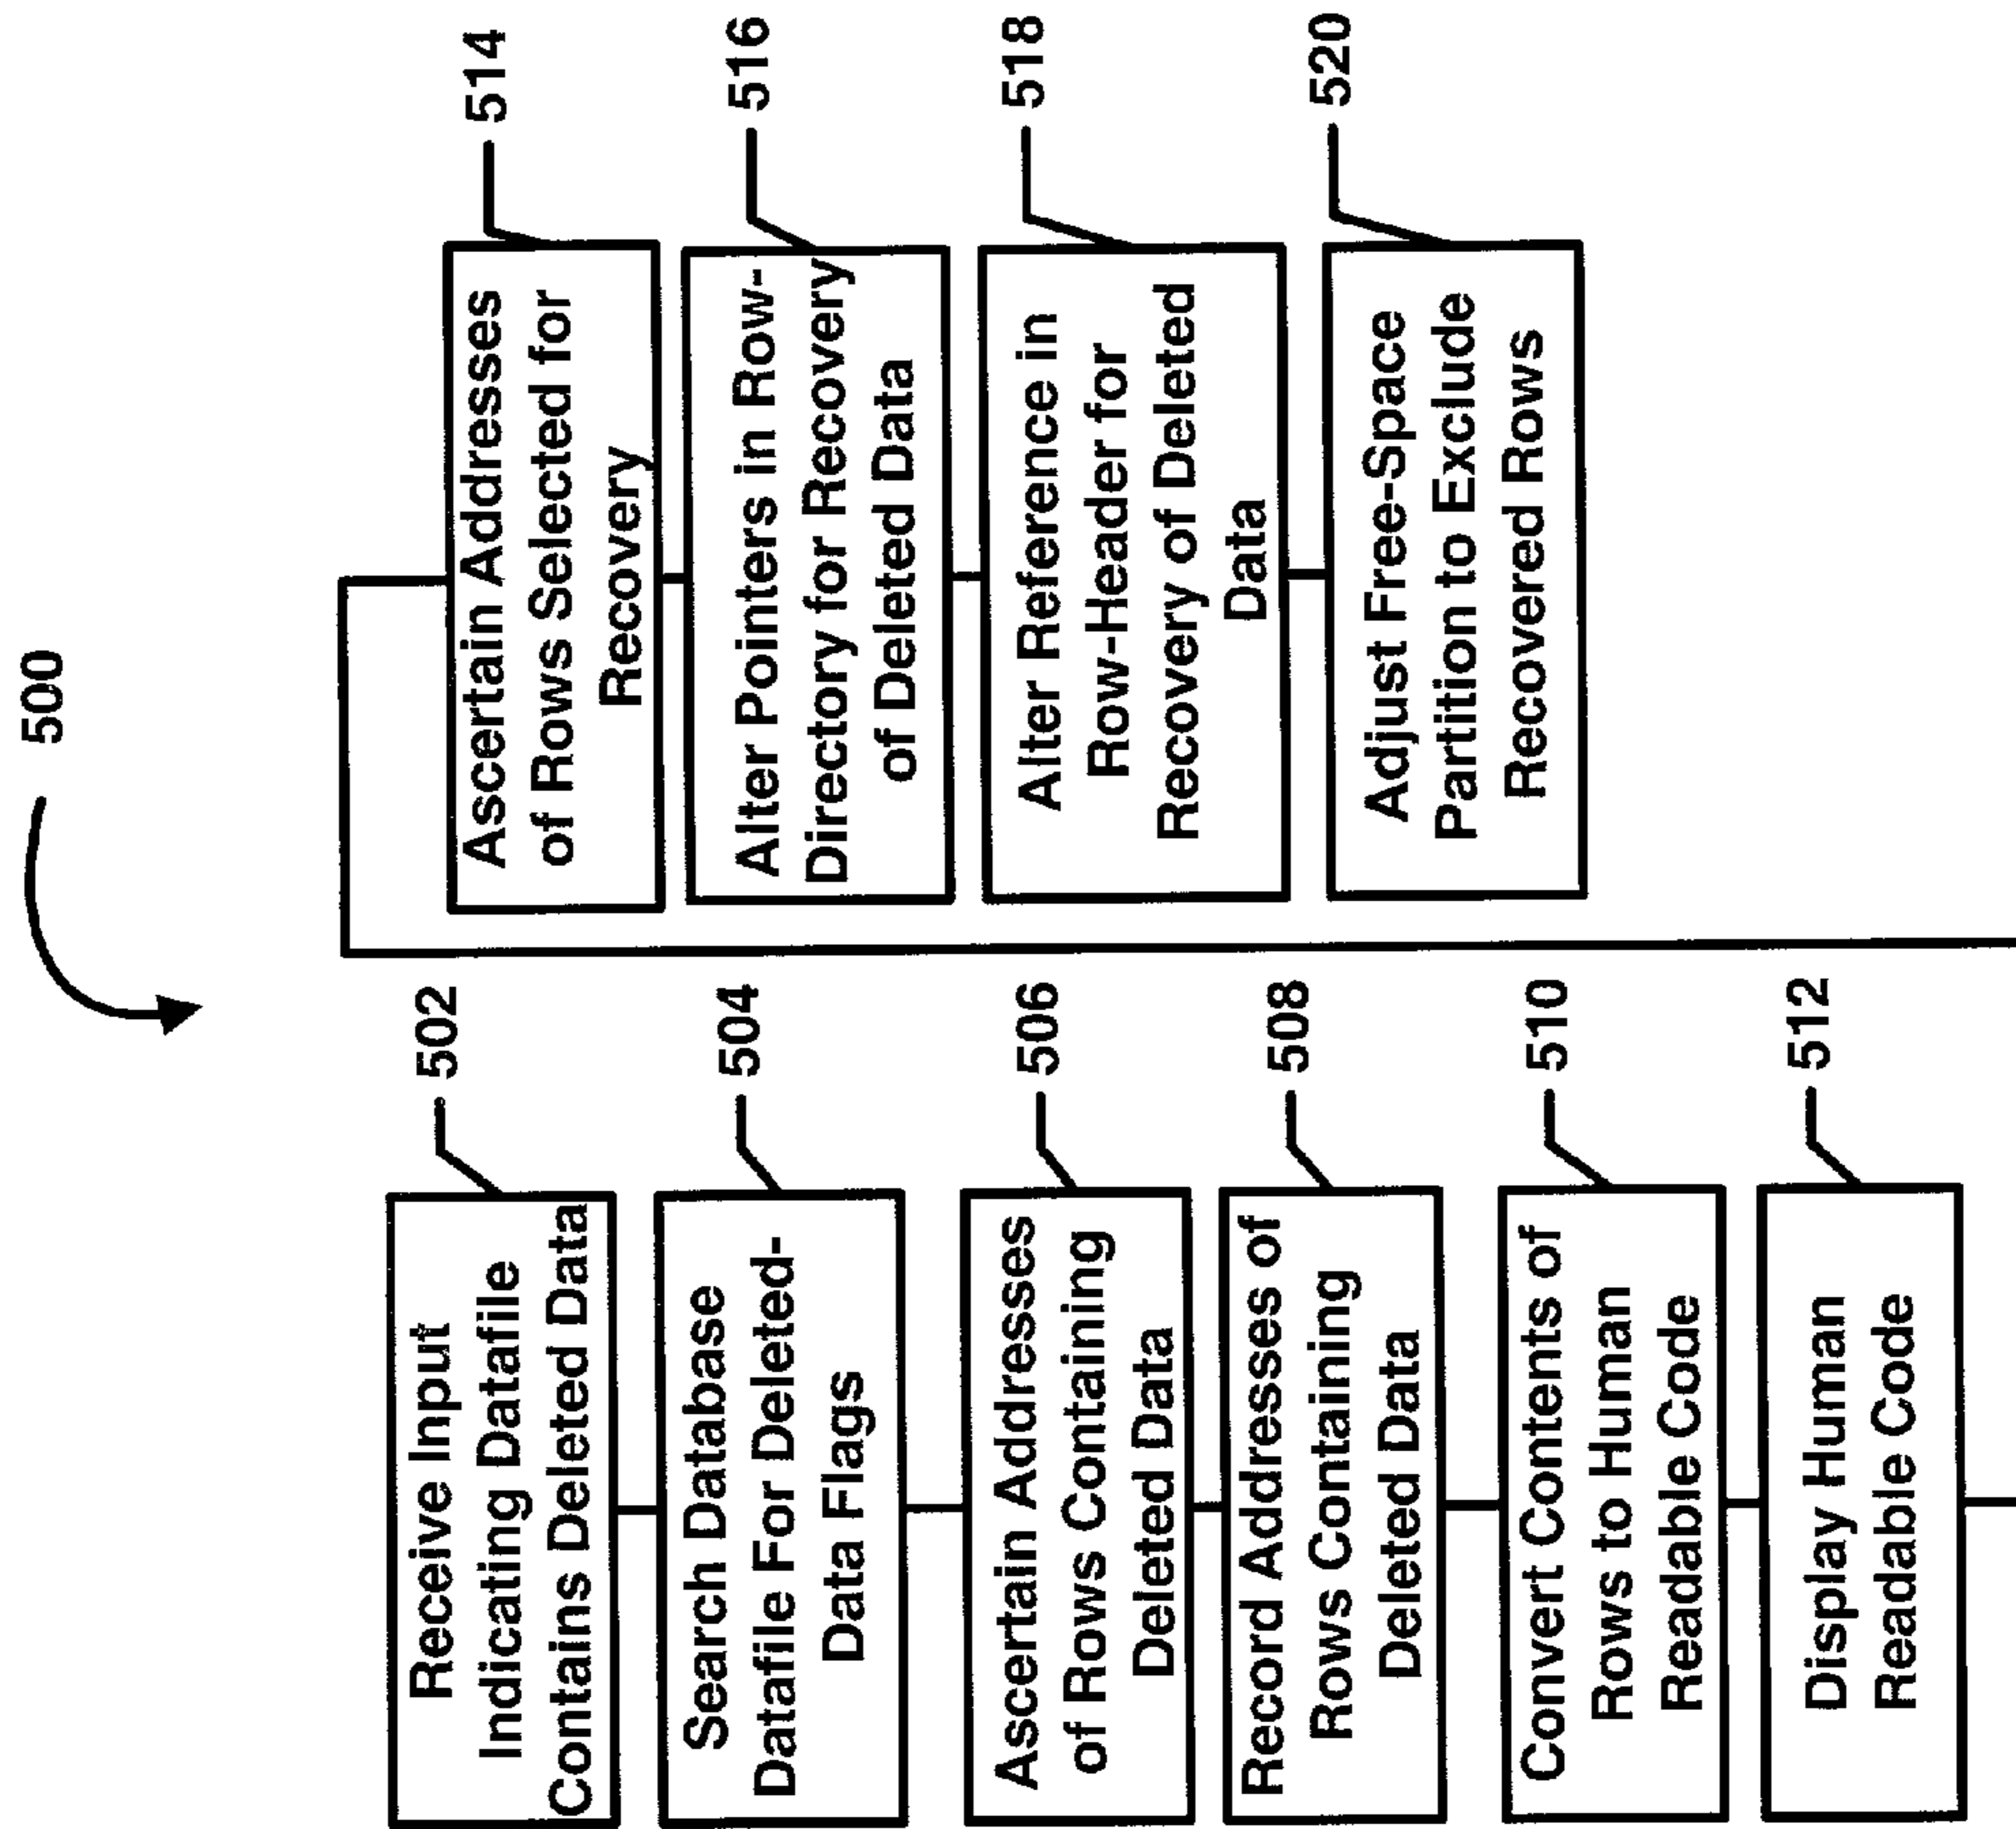 500
502
Receive Input
Indicating Datafile
Contains Deleted Data
504
Search Database
Datafile For Deleted-
Data Flags
506
Ascertain Addresses
of Rows Containing
Deleted Data
508
Record Addresses of
Rows Containing
Deleted Data
510
Convert Contents of
Rows to Human
Readable Code
512
Display Human
Readable Code
514
Ascertain Addresses
of Rows Selected for
Recovery
516
Alter Pointers in Row-
Directory for Recovery
of Deleted Data
518
Alter Reference in
Row-Header for
Recovery of Deleted
Data
520
Adjust Free-Space
Partition to Exclude
Recovered Rows